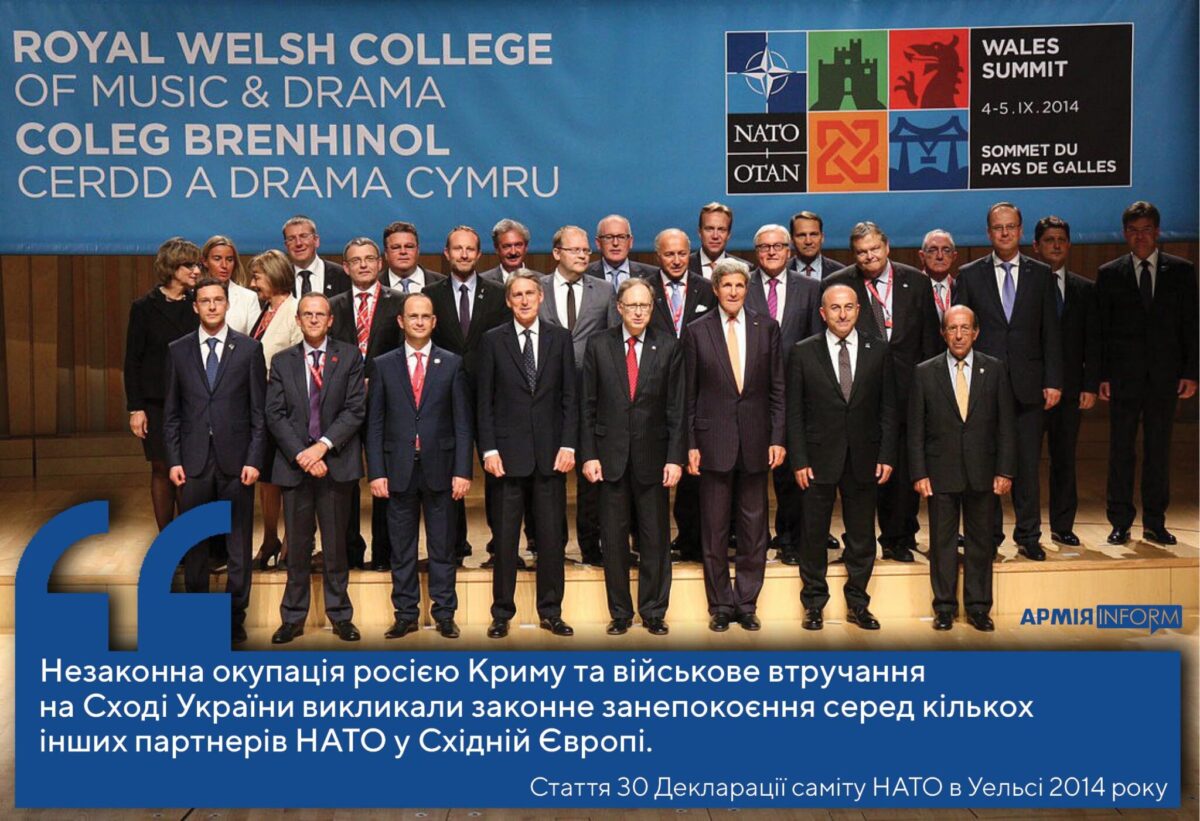 ROYAL WELSH COLLEGE
OF MUSIC & DRAMA
COLEG BRENHINOL
CERDD A DRAMA CYMRU
NATO
OTAN
WALES
SUMMIT
4-5.IX.2014
SOMMET DU
PAYS DE GALLES
АРМІЯINFORM
Незаконна окупація росією Криму та військове втручання
на Сході України викликали законне занепокоєння серед кількох
інших партнерів НАТО у Східній Європі.
Стаття 30 Декларації саміту НАТО в Уельсі 2014 року